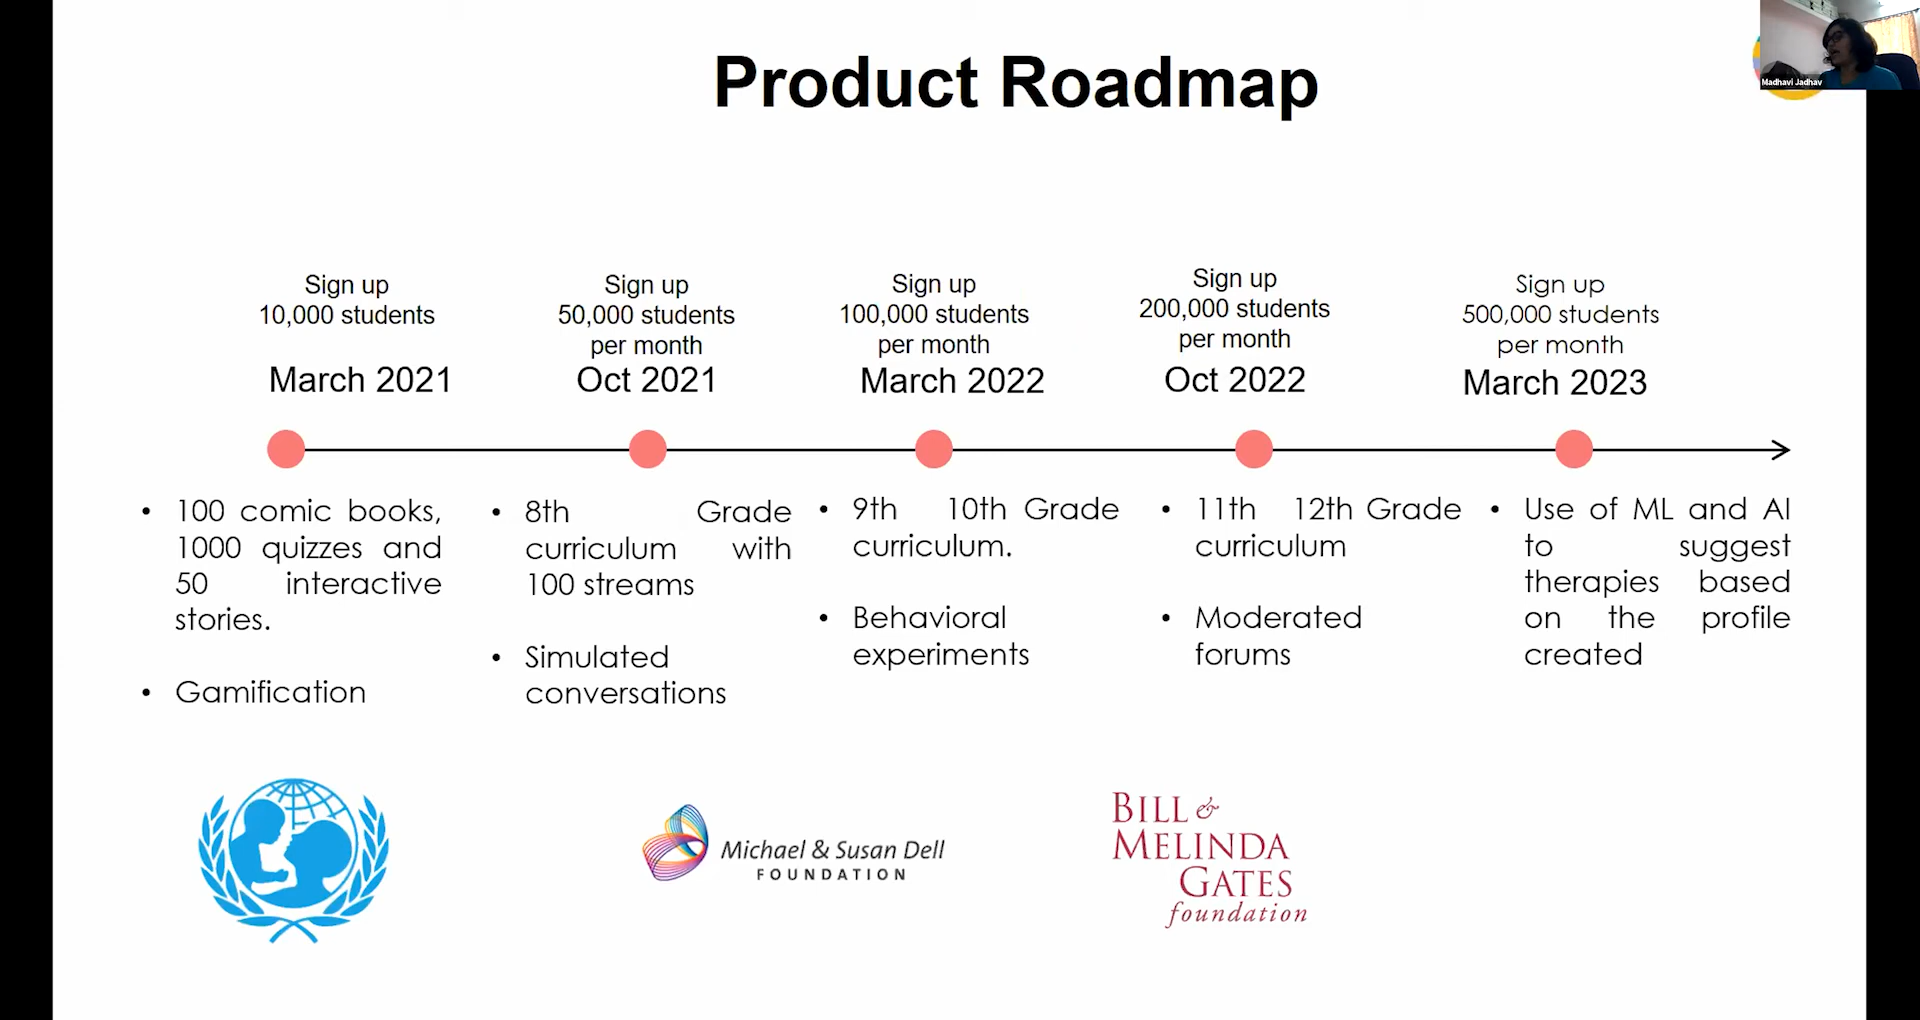 Product Roadmap
Madhavi Jadhav
Sign up
10,000 students
March 2021
Sign up
50,000 students
per month
Oct 2021
Sign up
100,000 students
per month
March 2022
Sign up
200,000 students
per month
Oct 2022
Sign up
500,000 students
per month
March 2023
• 100 comic books,
1000 quizzes and
50 interactive
stories.
• Gamification
• 8th Grade
curriculum with
100 streams
• Simulated
conversations
• 9th 10th Grade
curriculum.
• Behavioral
experiments
• 11th 12th Grade
curriculum
• Moderated
forums
• Use of ML and AI
to suggest
therapies based
on the profile
created
Michael & Susan Dell
FOUNDATION
BILL &
MELINDA
GATES
foundation